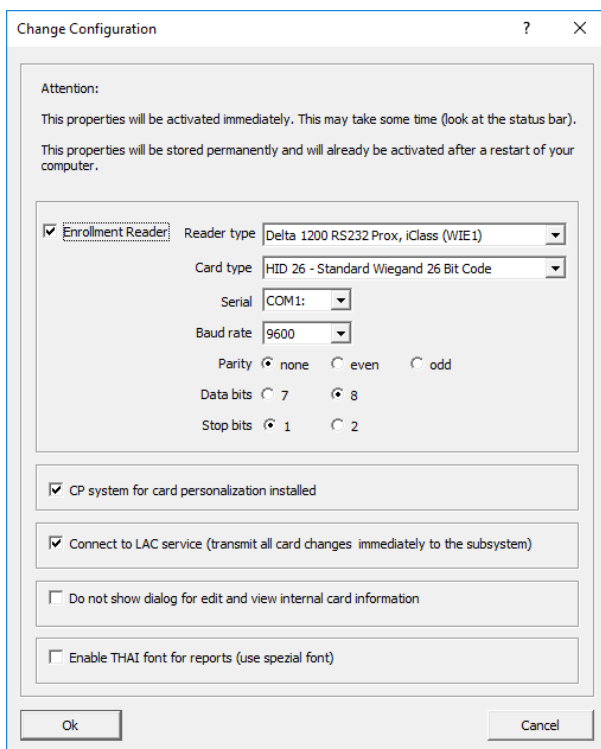 Change Configuration ?
Attention:
This properties will be activated immediately. This may take some time (look at the status bar).
This properties will be stored permanently and will already be activated after a restart of your
computer.
Enrollment Reader Reader type Delta 1200 RS232 Prox, iClass (WIE1)
Card type HID 26 - Standard Wiegand 26 Bit Code
Serial COM1:
Baud rate 9600
Parity none even odd
Data bits 7 8
Stop bits 1 2
CP system for card personalization installed
Connect to LAC service (transmit all card changes immediately to the subsystem)
Do not show dialog for edit and view internal card information
Enable THAI font for reports (use spezial font)
Ok Cancel